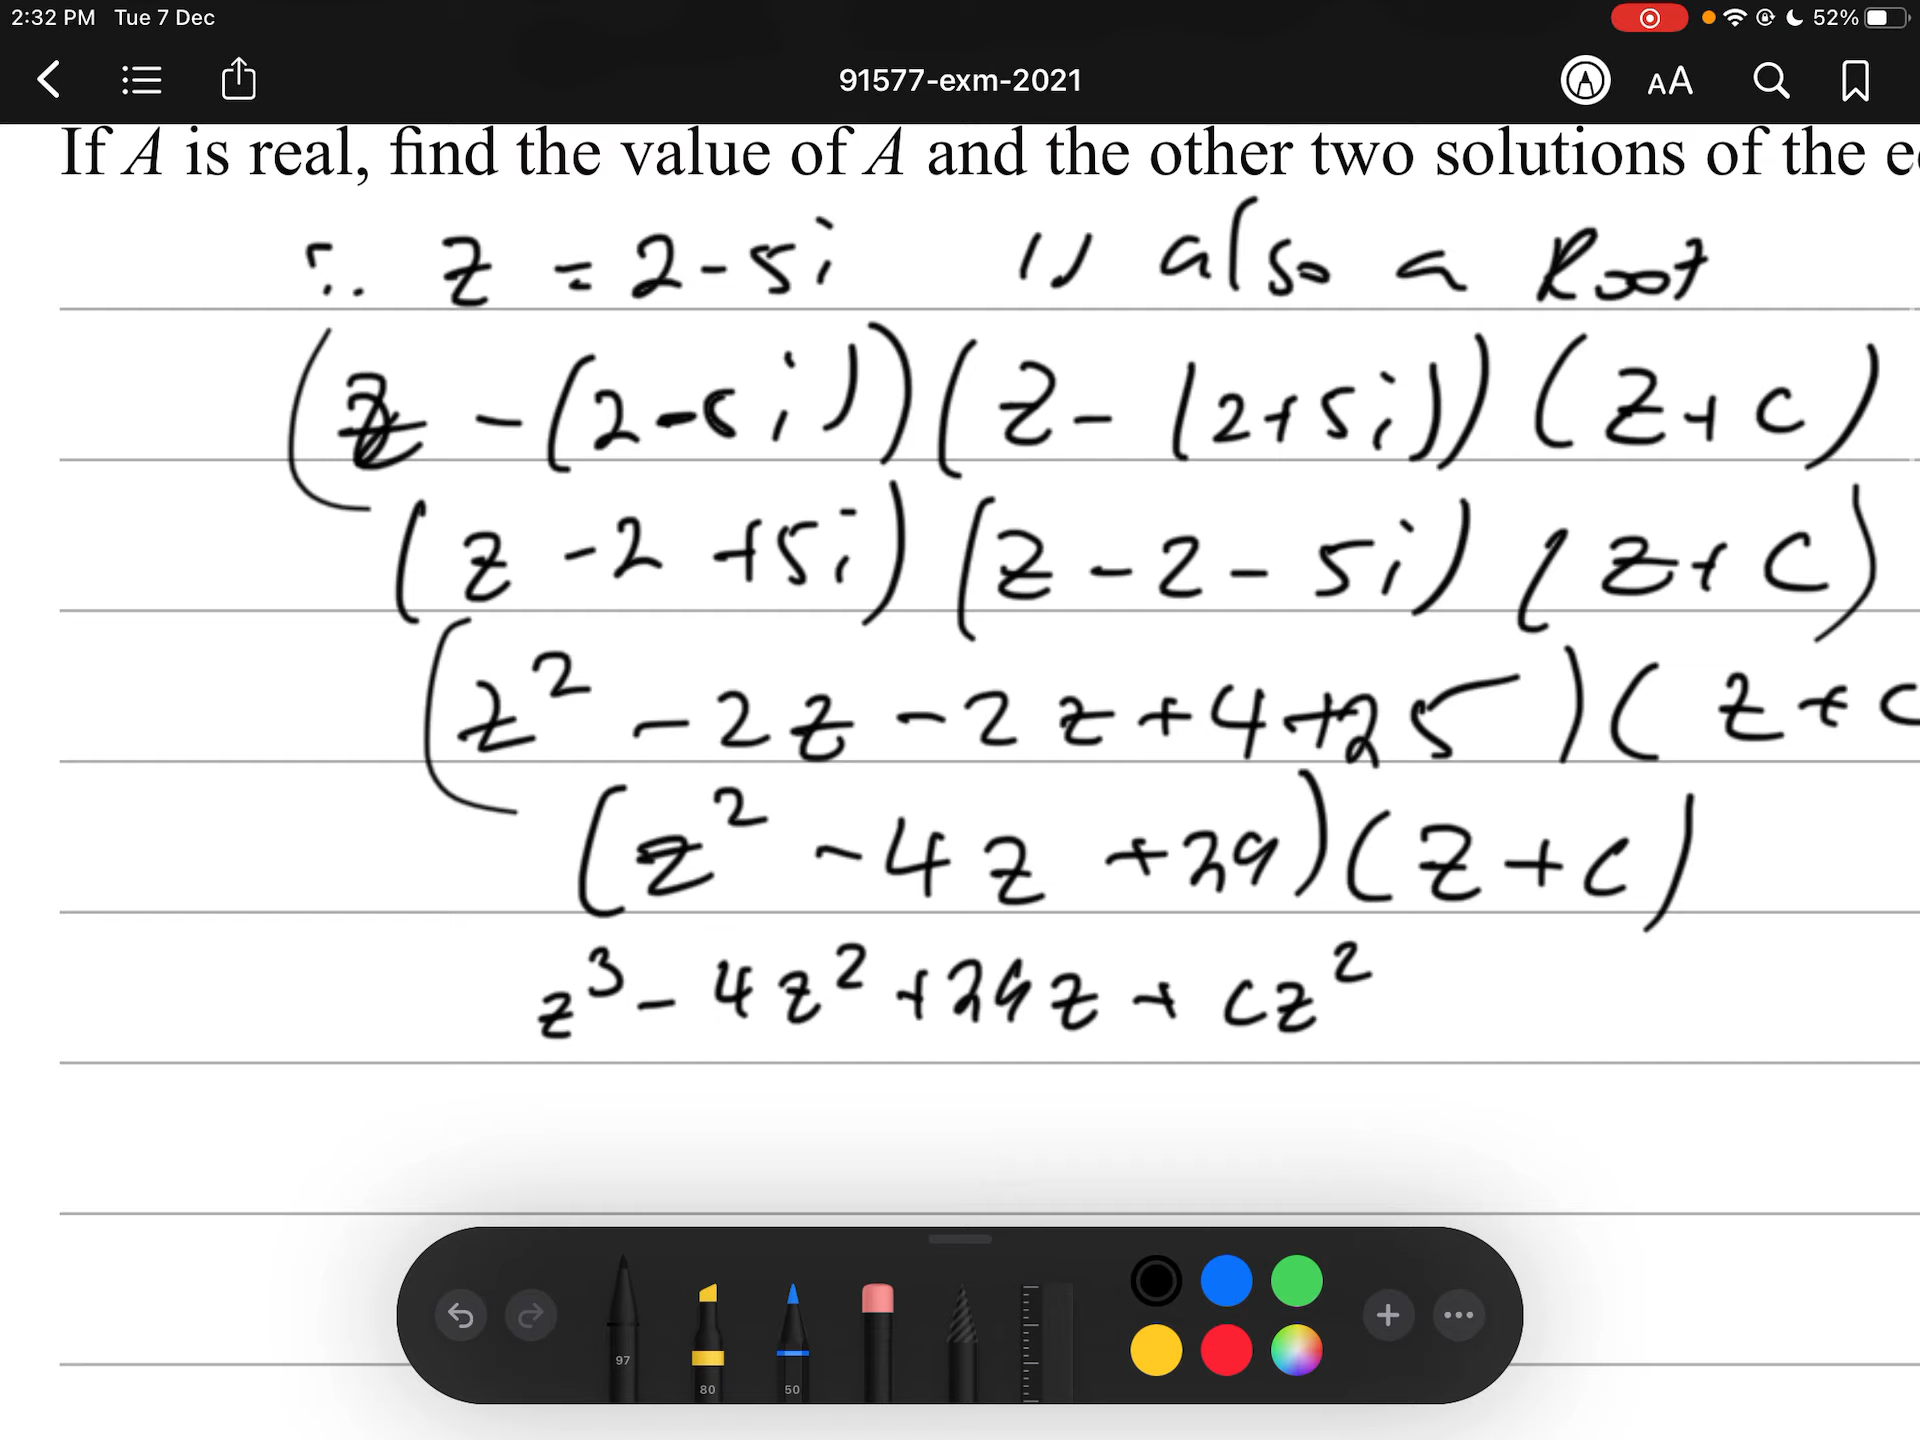 2:32 PM Tue 7 Dec 52%
91577-exm-2021 AA
If A is real, find the value of A and the other two solutions of the e
∴ z = 2-5i is also a Root
(z -(2-5i))(z-(2+5i))(z+c)
(z-2+5i)(z-2-5i)(z+c)
(z² -2z -2z+4+25)(z+c
(z² -4z +29)(z+c)
z³ - 4z² +29z + cz²
97 80 50